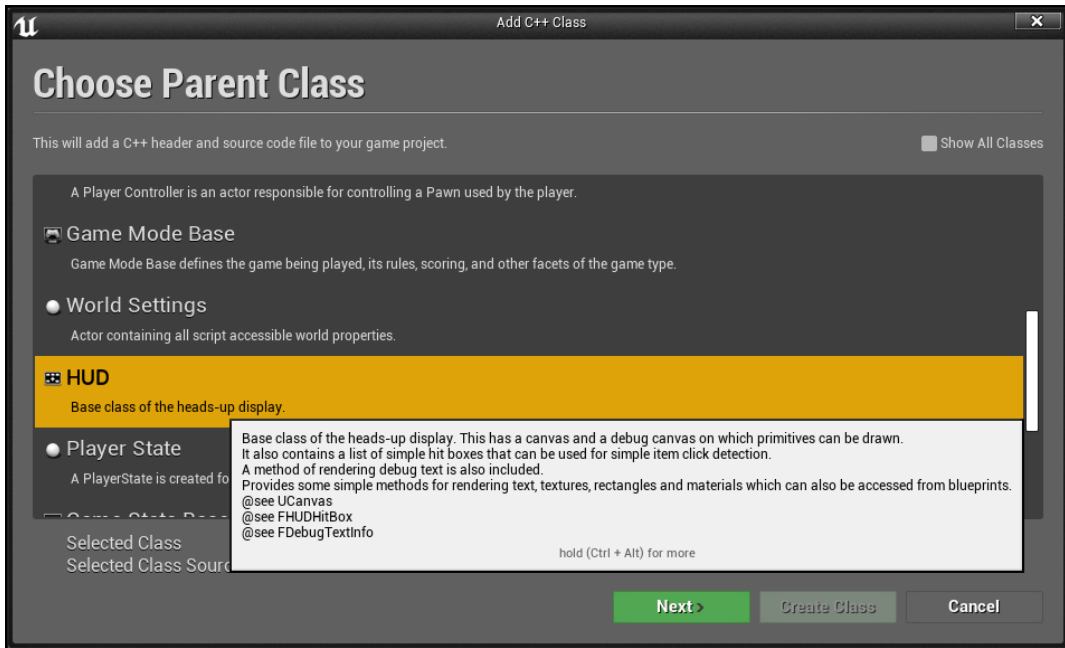 Add C++ Class
Choose Parent Class
This will add a C++ header and source code file to your game project.
Show All Classes
A Player Controller is an actor responsible for controlling a Pawn used by the player.
Game Mode Base
Game Mode Base defines the game being played, its rules, scoring, and other facets of the game type.
World Settings
Actor containing all script accessible world properties.
HUD
Base class of the heads-up display.
Player State
A PlayerState is created fo
Base class of the heads-up display. This has a canvas and a debug canvas on which primitives can be drawn.
It also contains a list of simple hit boxes that can be used for simple item click detection.
A method of rendering debug text is also included.
Provides some simple methods for rendering text, textures, rectangles and materials which can also be accessed from blueprints.
@see UCanvas
@see FHUDHitBox
@see FDebugTextInfo
hold (Ctrl + Alt) for more
Selected Class
Selected Class Sourc
Next
Create Class
Cancel